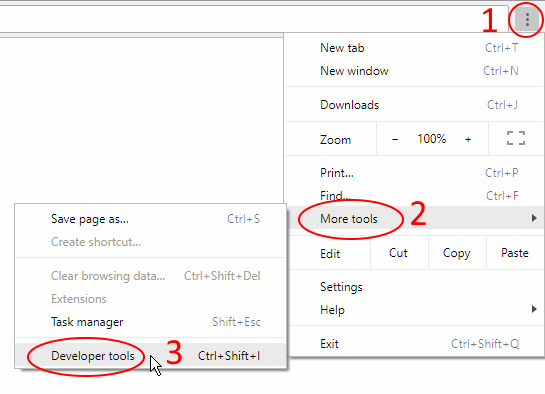 1
New tab Ctrl+T
New window Ctrl+N
Downloads Ctrl+J
Zoom − 100% +
Print... Ctrl+P
Find... Ctrl+F
More tools 2
Edit Cut Copy Paste
Settings
Help
Exit Ctrl+Shift+Q
Save page as... Ctrl+S
Create shortcut...
Clear browsing data... Ctrl+Shift+Del
Extensions
Task manager Shift+Esc
Developer tools 3 Ctrl+Shift+I